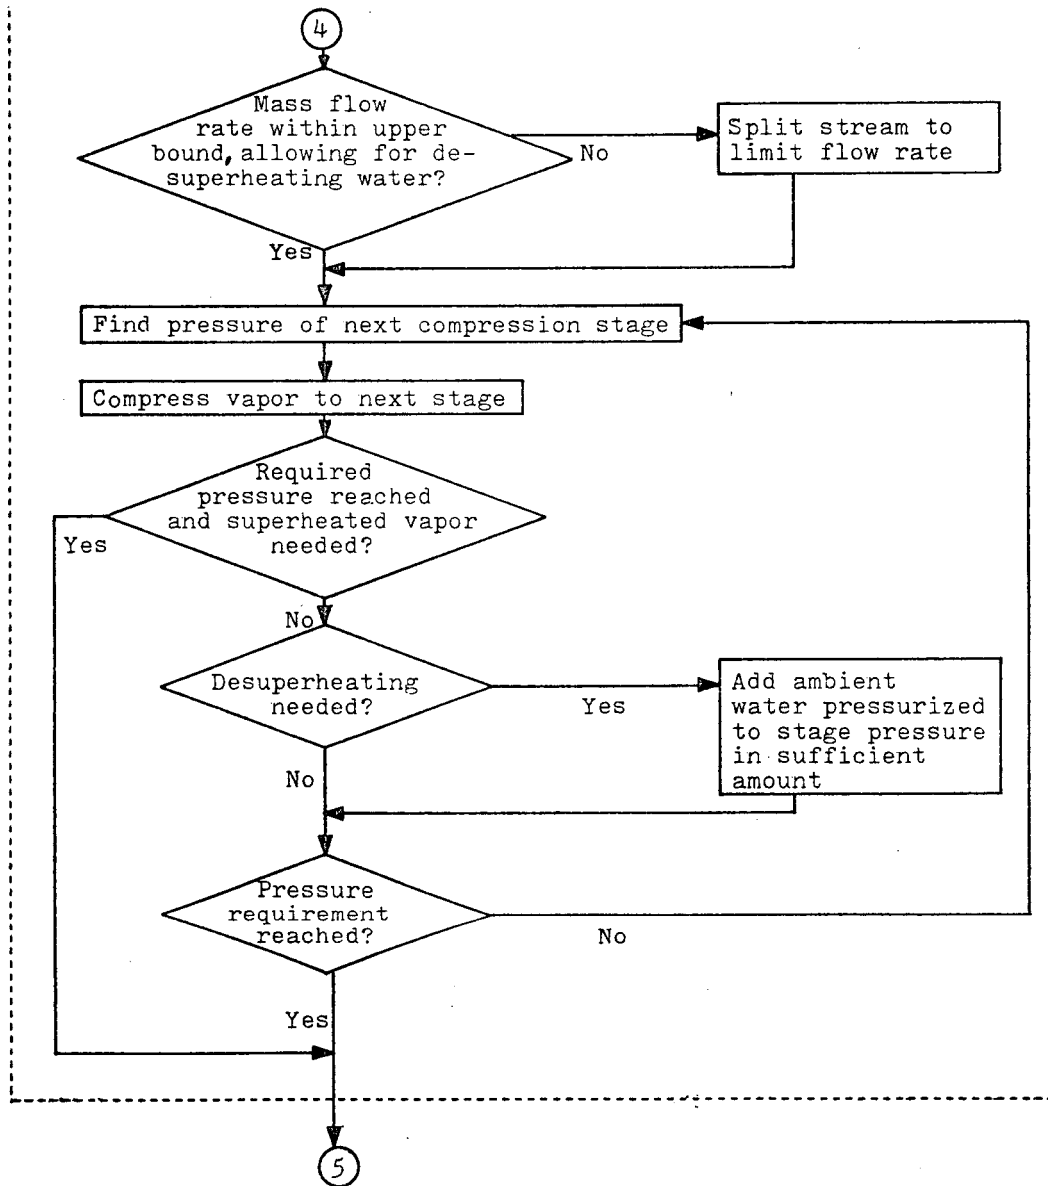 4
Mass flow
rate within upper
bound, allowing for de-
superheating water?
No
Split stream to
limit flow rate
Yes
Find pressure of next compression stage
Compress vapor to next stage
Required
pressure reached
and superheated vapor
needed?
Yes
No
Desuperheating
needed?
Yes
Add ambient
water pressurized
to stage pressure
in sufficient
amount
No
Pressure
requirement
reached?
No
Yes
5